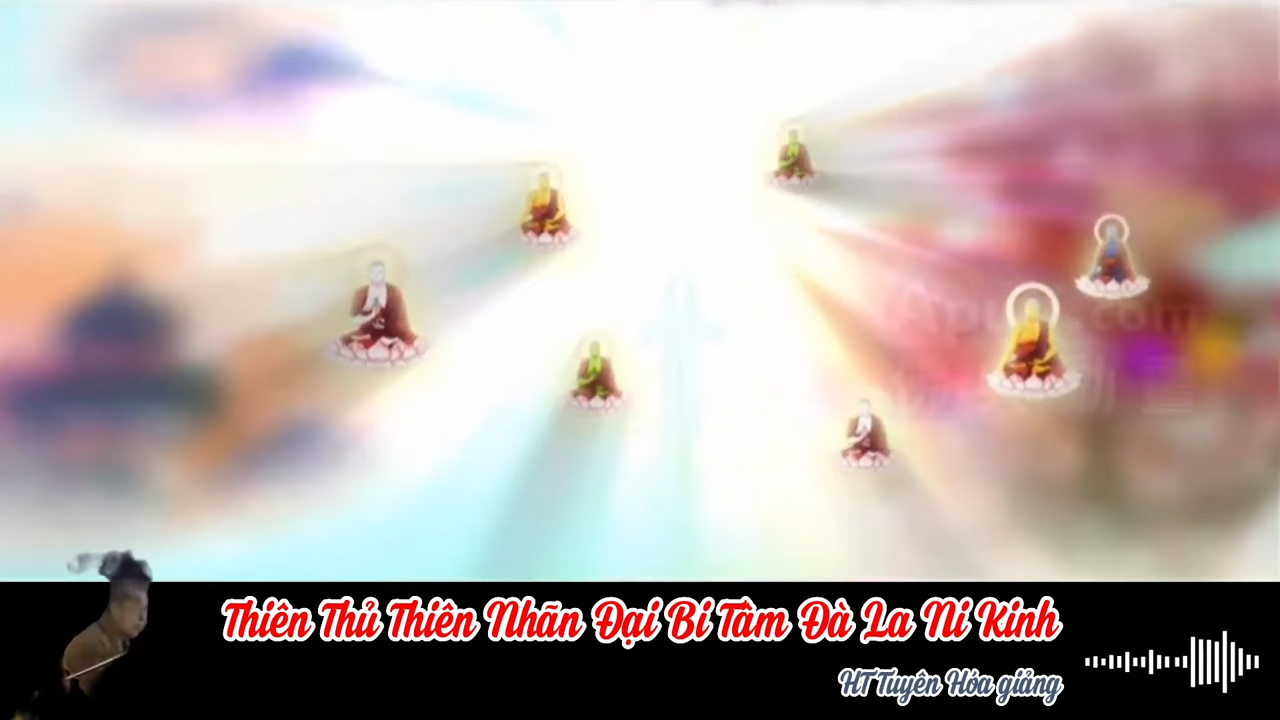 Thiên Thủ Thiên Nhãn Đại Bi Tâm Đà La Ni Kinh
HT Tuyên Hóa giảng